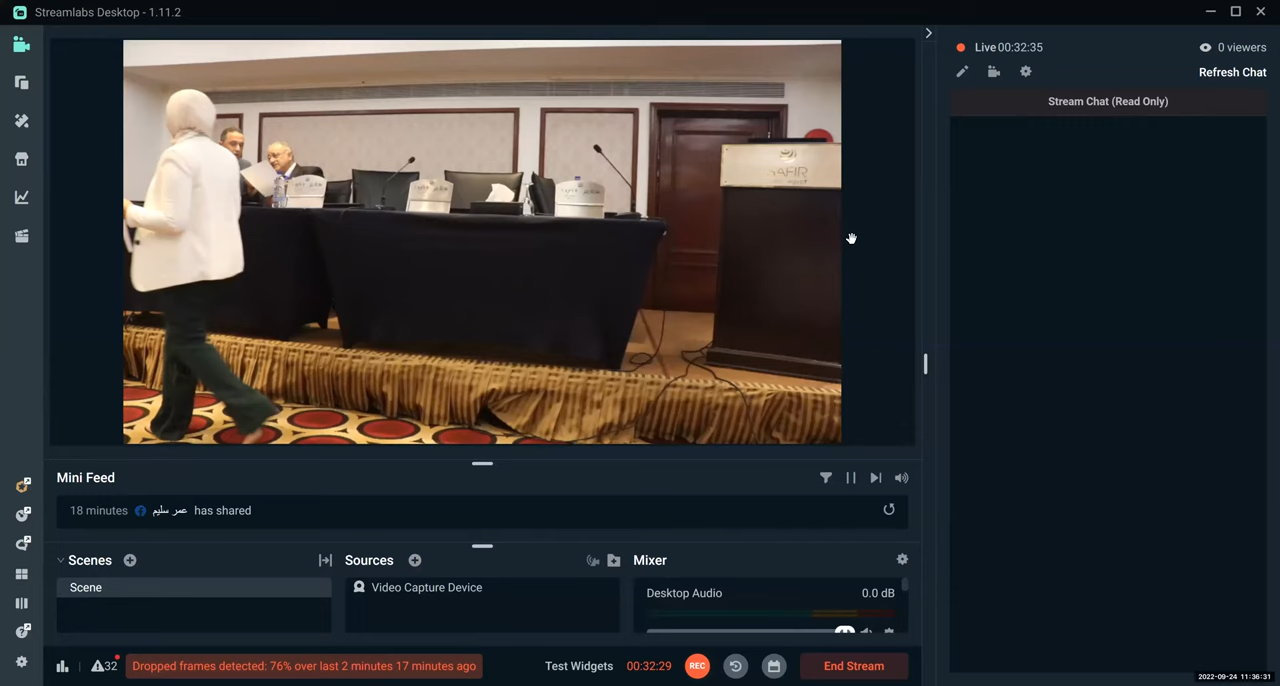 Streamlabs Desktop - 1.11.2
Live 00:32:35
0 viewers
Refresh Chat
Stream Chat (Read Only)
SAFIR
Mini Feed
18 minutes عمر سليم has shared
Scenes
Sources
Mixer
Scene
Video Capture Device
Desktop Audio
0.0 dB
32
Dropped frames detected: 76% over last 2 minutes 17 minutes ago
Test Widgets
00:32:29
REC
End Stream
2022-09-24 11:36:31